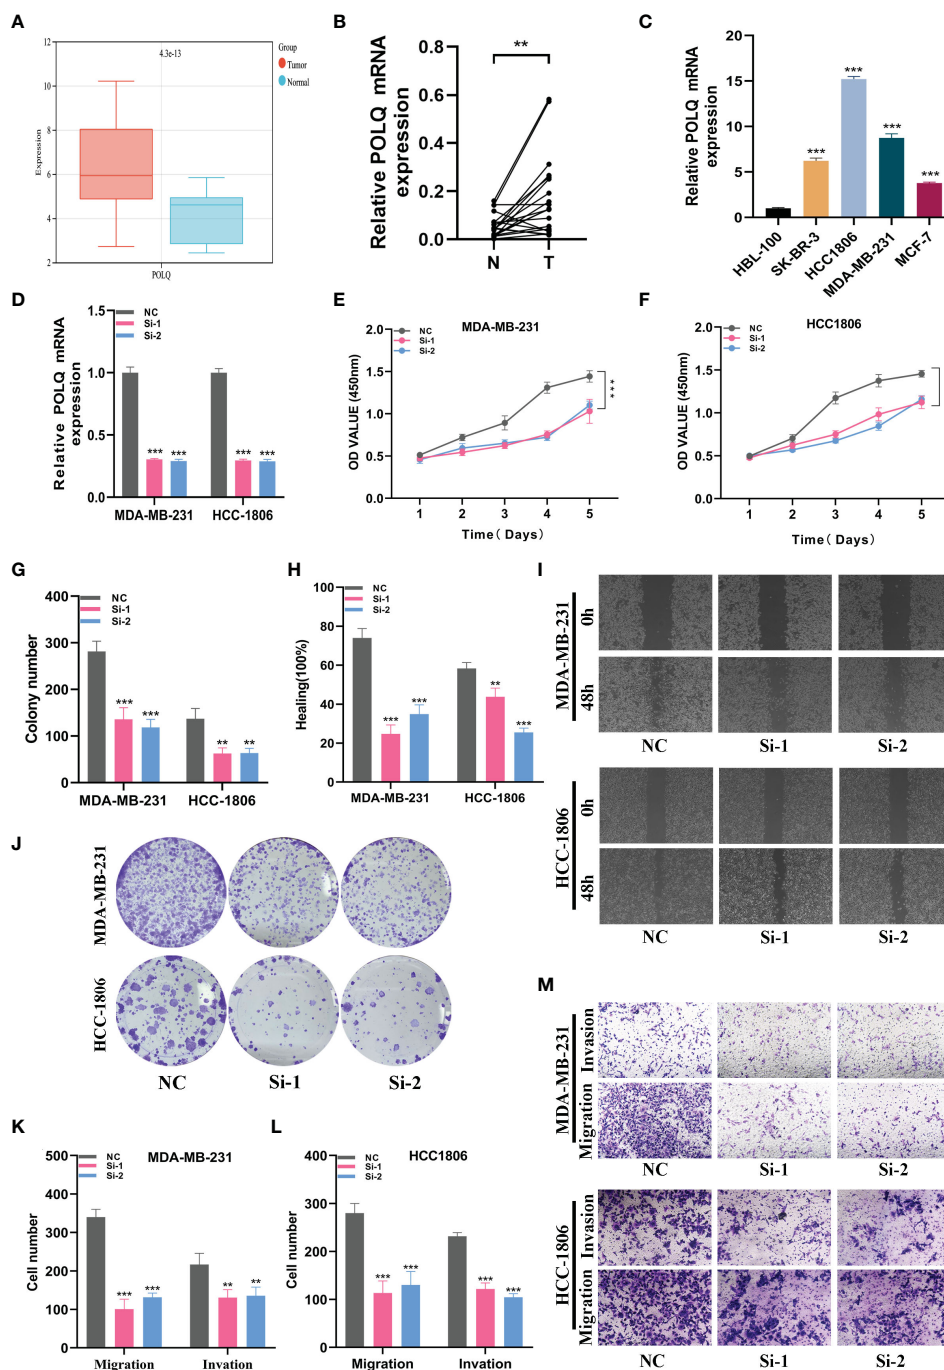 A
4.3e-13
Group
Tumor
Normal
12
10
8
6
4
2
Expression
POLQ
B
**
Relative POLQ mRNA
expression
0.8
0.6
0.4
0.2
0.0
N T
C
Relative POLQ mRNA
expression
20
15
10
5
0
***
***
***
***
HBL-100
SK-BR-3
HCC1806
MDA-MB-231
MCF-7
D
NC
Si-1
Si-2
Relative POLQ mRNA
expression
1.5
1.0
0.5
0.0
*** *** *** ***
MDA-MB-231 HCC-1806
E
MDA-MB-231
NC
Si-1
Si-2
OD VALUE (450nm)
2.0
1.5
1.0
0.5
0.0
***
1 2 3 4 5
Time( Days)
F
HCC1806
NC
Si-1
Si-2
OD VALUE (450nm)
2.0
1.5
1.0
0.5
0.0
1 2 3 4 5
Time( Days)
G
NC
Si-1
Si-2
Colony number
400
300
200
100
0
*** *** ** **
MDA-MB-231 HCC-1806
H
NC
Si-1
Si-2
Healing(100%)
100
80
60
40
20
0
*** *** ** ***
MDA-MB-231 HCC-1806
I
MDA-MB-231
0h
48h
NC Si-1 Si-2
HCC-1806
0h
48h
NC Si-1 Si-2
J
MDA-MB-231
HCC-1806
NC Si-1 Si-2
K
MDA-MB-231
NC
Si-1
Si-2
Cell number
500
400
300
200
100
0
*** *** ** **
Migration Invation
L
HCC1806
NC
Si-1
Si-2
Cell number
400
300
200
100
0
*** *** *** ***
Migration Invation
M
MDA-MB-231
Invasion
Migration
NC Si-1 Si-2
HCC-1806
Invasion
Migration
NC Si-1 Si-2